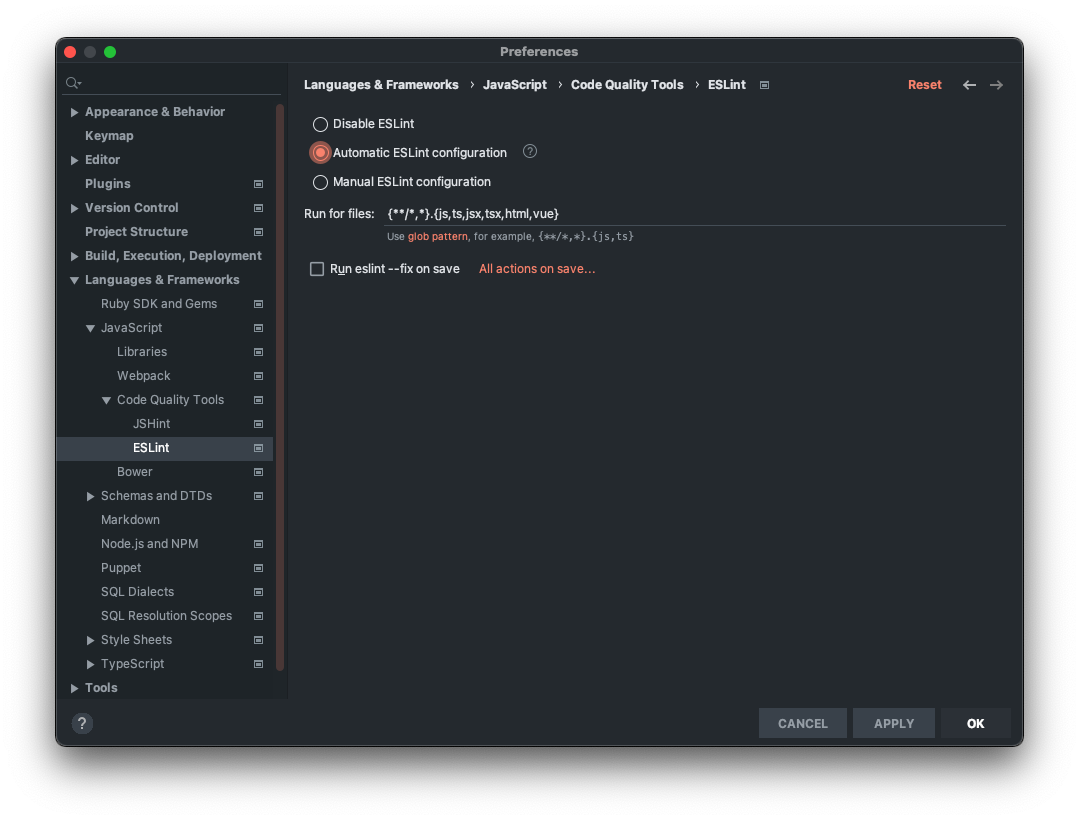 Preferences
Languages & Frameworks › JavaScript › Code Quality Tools › ESLint
Reset
Appearance & Behavior
Keymap
Editor
Plugins
Version Control
Project Structure
Build, Execution, Deployment
Languages & Frameworks
Ruby SDK and Gems
JavaScript
Libraries
Webpack
Code Quality Tools
JSHint
ESLint
Bower
Schemas and DTDs
Markdown
Node.js and NPM
Puppet
SQL Dialects
SQL Resolution Scopes
Style Sheets
TypeScript
Tools
Disable ESLint
Automatic ESLint configuration ?
Manual ESLint configuration
Run for files: {**/*,*}.{js,ts,jsx,tsx,html,vue}
Use glob pattern, for example, {**/*,*}.{js,ts}
Run eslint --fix on save All actions on save...
?
CANCEL APPLY OK